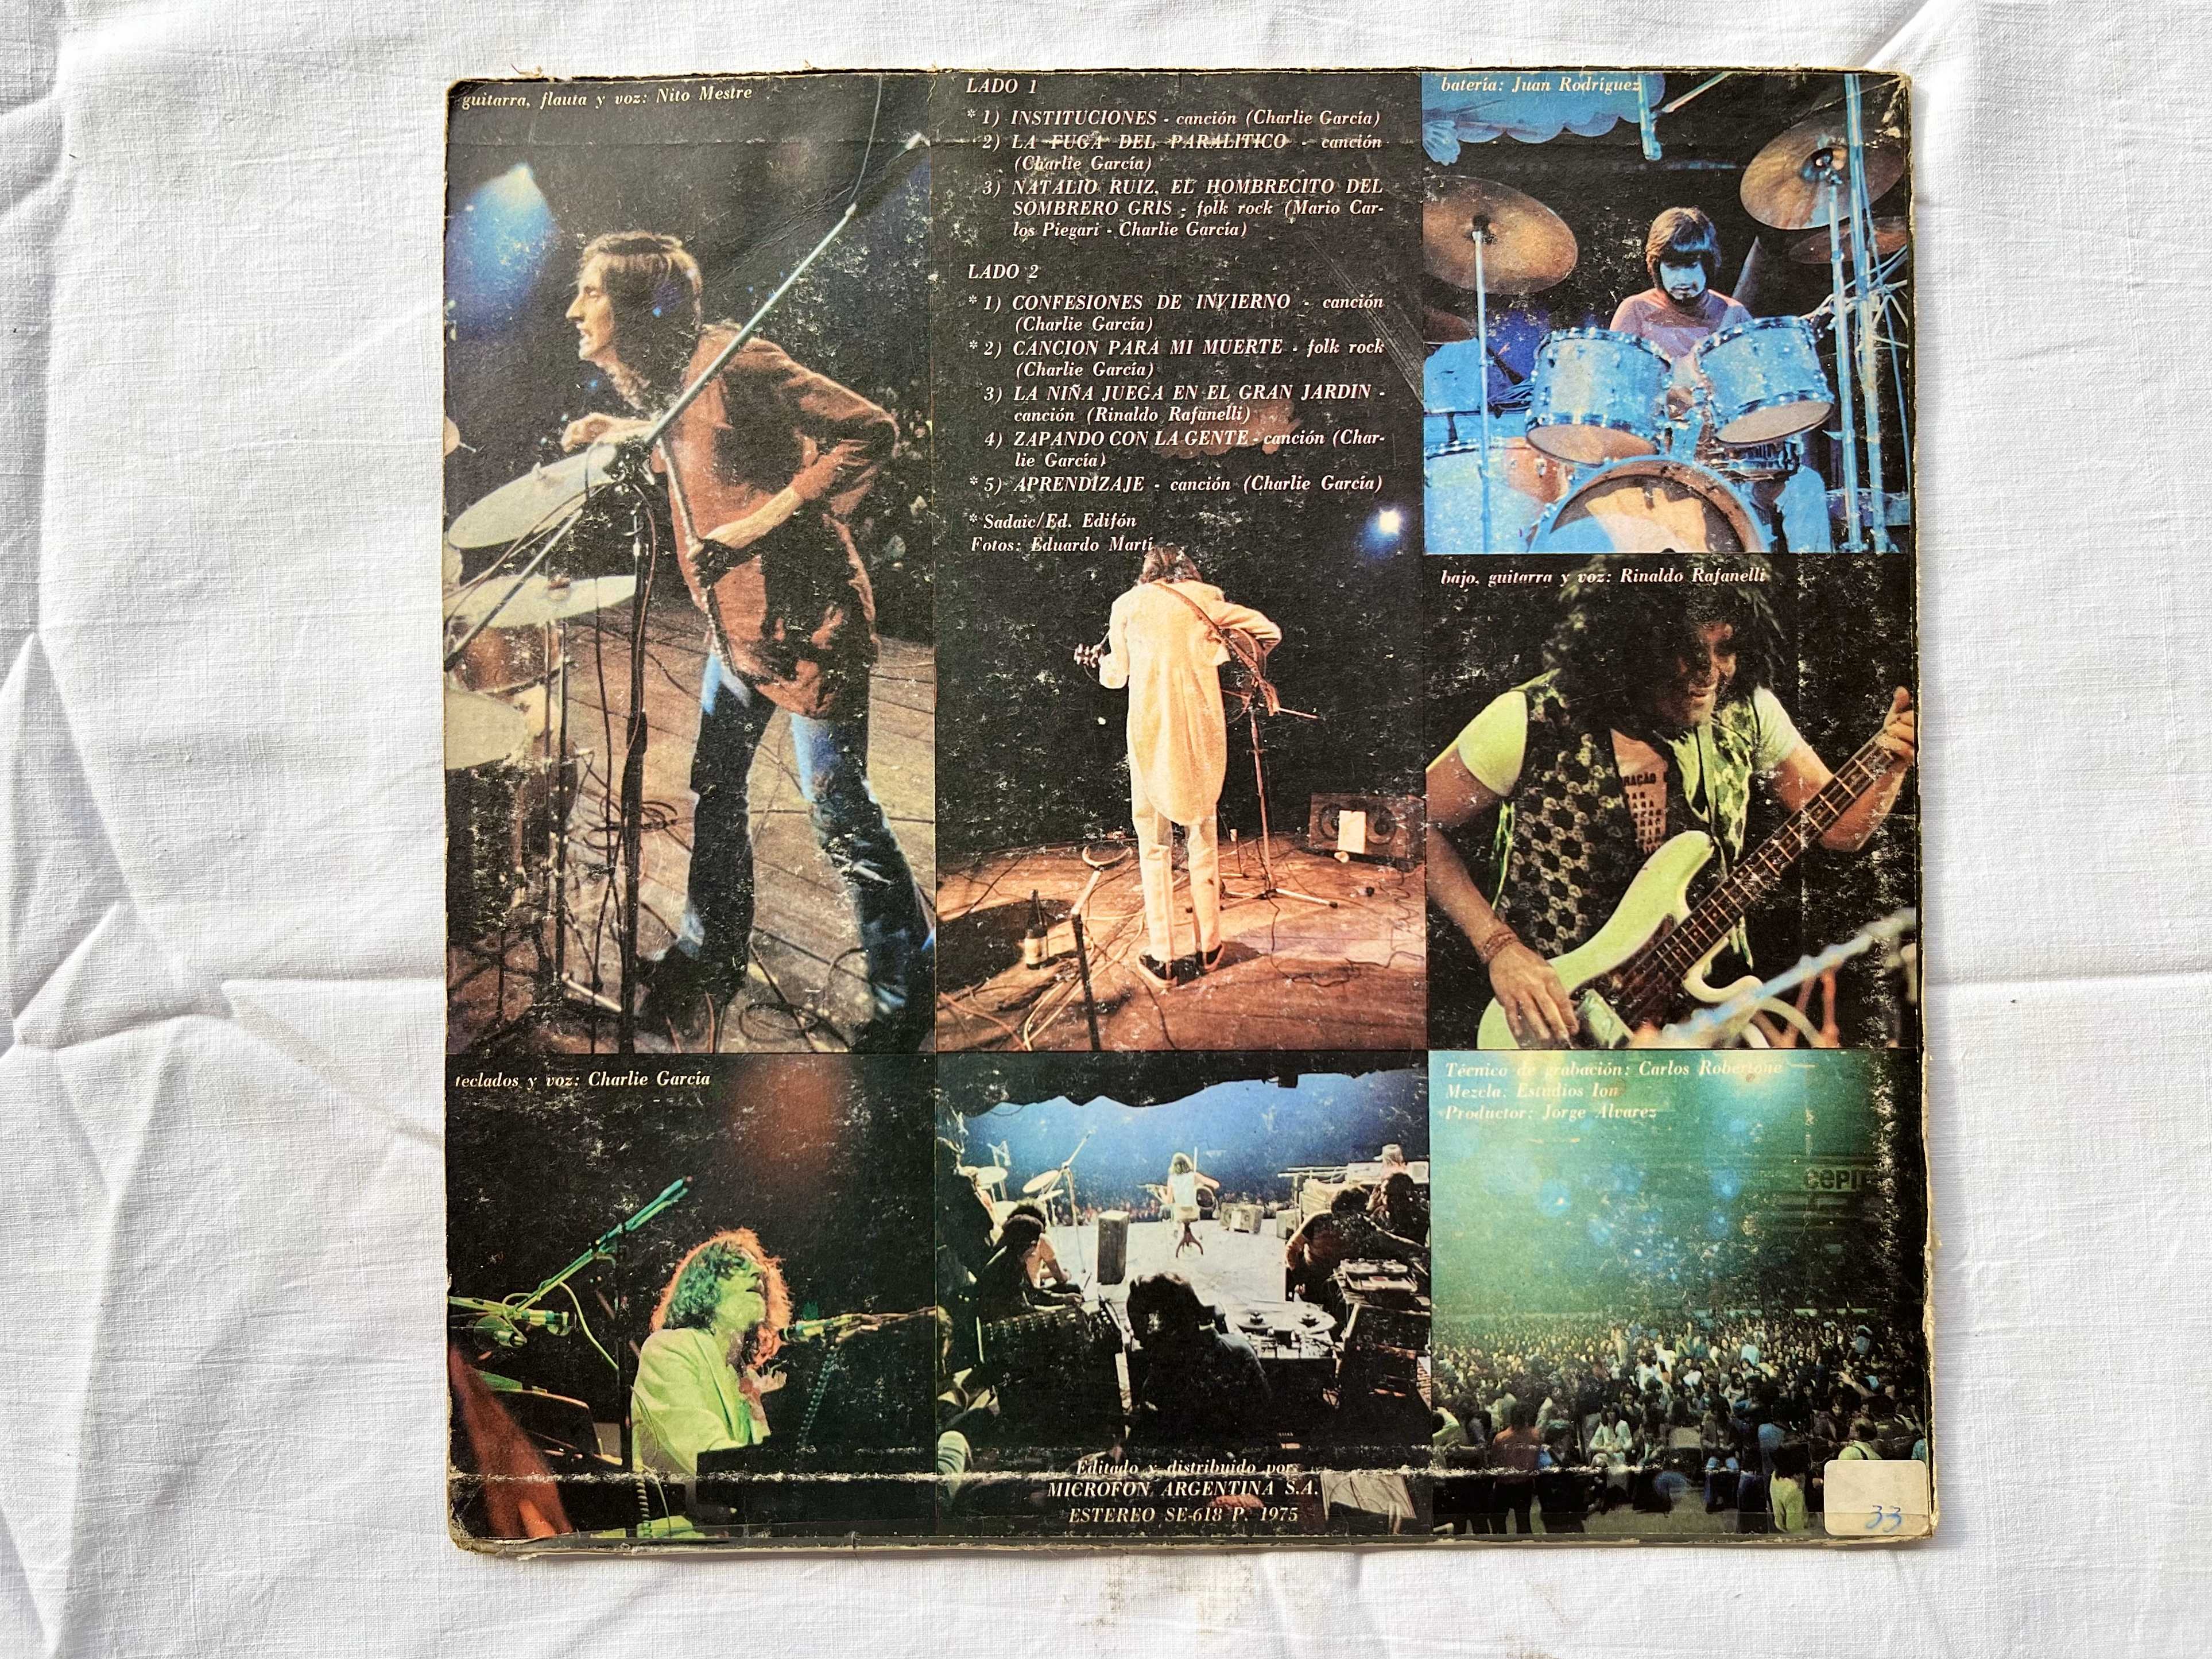 guitarra, flauta y voz: Nito Mestre
LADO 1
* 1) INSTITUCIONES - canción (Charlie García)
2) LA FUGA DEL PARALITICO - canción
(Charlie García)
3) NATALIO RUIZ, EL HOMBRECITO DEL
SOMBRERO GRIS - folk rock (Mario Car-
los Piegari - Charlie García)
LADO 2
* 1) CONFESIONES DE INVIERNO - canción
(Charlie García)
* 2) CANCION PARA MI MUERTE - folk rock
(Charlie García)
3) LA NIÑA JUEGA EN EL GRAN JARDIN -
canción (Rinaldo Rafanelli)
4) ZAPANDO CON LA GENTE - canción (Char-
lie García)
* 5) APRENDIZAJE - canción (Charlie García)
* Sadaic/Ed. Edifón
Fotos: Eduardo Martí
batería: Juan Rodríguez
bajo, guitarra y voz: Rinaldo Rafanelli
teclados y voz: Charlie García
Técnico de grabación: Carlos Robertone
Mezcla: Estudios Ion
Productor: Jorge Alvarez
Editado y distribuido por:
MICROFON ARGENTINA S.A.
ESTEREO SE-618 P. 1975
33